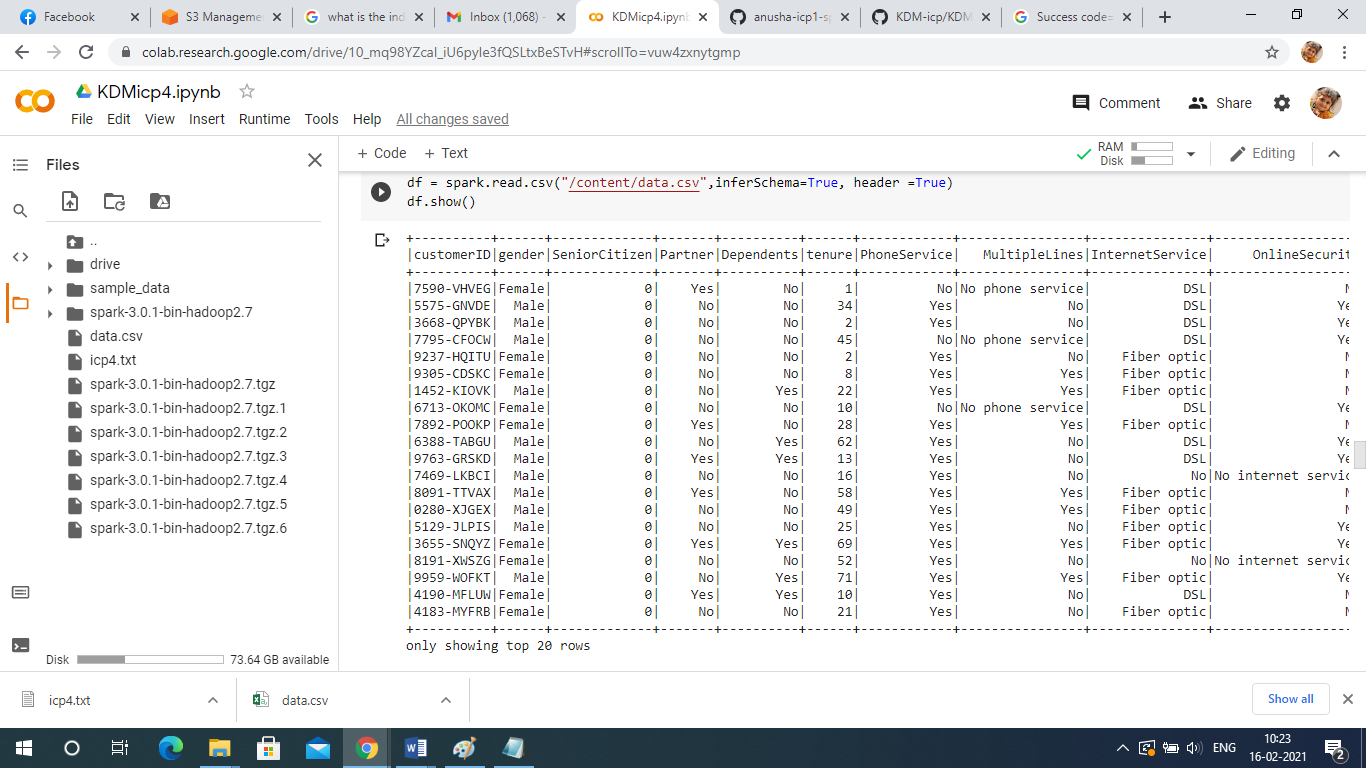 Facebook
S3 Manageme
what is the ind
Inbox (1,068) -
KDMicp4.ipynb
anusha-icp1-sp
KDM-icp/KDM
Success code=
colab.research.google.com/drive/10_mq98YZcal_iU6pyIe3fQSLtxBeSTvH#scrollTo=vuw4zxnytgmp
KDMicp4.ipynb
Comment
Share
File Edit View Insert Runtime Tools Help All changes saved
Files
+ Code + Text
RAM
Disk
Editing
df = spark.read.csv("/content/data.csv",inferSchema=True, header =True)
df.show()
..
drive
sample_data
spark-3.0.1-bin-hadoop2.7
data.csv
icp4.txt
spark-3.0.1-bin-hadoop2.7.tgz
spark-3.0.1-bin-hadoop2.7.tgz.1
spark-3.0.1-bin-hadoop2.7.tgz.2
spark-3.0.1-bin-hadoop2.7.tgz.3
spark-3.0.1-bin-hadoop2.7.tgz.4
spark-3.0.1-bin-hadoop2.7.tgz.5
spark-3.0.1-bin-hadoop2.7.tgz.6
Disk 73.64 GB available
+----------+------+-------------+-------+----------+------+------------+----------------+---------------+------------------
|customerID|gender|SeniorCitizen|Partner|Dependents|tenure|PhoneService|   MultipleLines|InternetService|     OnlineSecurit
+----------+------+-------------+-------+----------+------+------------+----------------+---------------+------------------
|7590-VHVEG|Female|            0|    Yes|        No|     1|          No|No phone service|            DSL|                 N
|5575-GNVDE|  Male|            0|     No|        No|    34|         Yes|              No|            DSL|                Ye
|3668-QPYBK|  Male|            0|     No|        No|     2|         Yes|              No|            DSL|                Ye
|7795-CFOCW|  Male|            0|     No|        No|    45|          No|No phone service|            DSL|                Ye
|9237-HQITU|Female|            0|     No|        No|     2|         Yes|              No|    Fiber optic|                 N
|9305-CDSKC|Female|            0|     No|        No|     8|         Yes|             Yes|    Fiber optic|                 N
|1452-KIOVK|  Male|            0|     No|       Yes|    22|         Yes|             Yes|    Fiber optic|                 N
|6713-OKOMC|Female|            0|     No|        No|    10|          No|No phone service|            DSL|                Ye
|7892-POOKP|Female|            0|    Yes|        No|    28|         Yes|             Yes|    Fiber optic|                 N
|6388-TABGU|  Male|            0|     No|       Yes|    62|         Yes|              No|            DSL|                Ye
|9763-GRSKD|  Male|            0|    Yes|       Yes|    13|         Yes|              No|            DSL|                Ye
|7469-LKBCI|  Male|            0|     No|        No|    16|         Yes|              No|             No|No internet servic
|8091-TTVAX|  Male|            0|    Yes|        No|    58|         Yes|             Yes|    Fiber optic|                 N
|0280-XJGEX|  Male|            0|     No|        No|    49|         Yes|             Yes|    Fiber optic|                 N
|5129-JLPIS|  Male|            0|     No|        No|    25|         Yes|              No|    Fiber optic|                Ye
|3655-SNQYZ|Female|            0|    Yes|       Yes|    69|         Yes|             Yes|    Fiber optic|                Ye
|8191-XWSZG|Female|            0|     No|        No|    52|         Yes|              No|             No|No internet servic
|9959-WOFKT|  Male|            0|     No|       Yes|    71|         Yes|             Yes|    Fiber optic|                Ye
|4190-MFLUW|Female|            0|    Yes|       Yes|    10|         Yes|              No|            DSL|                 N
|4183-MYFRB|Female|            0|     No|        No|    21|         Yes|              No|    Fiber optic|                 N
+----------+------+-------------+-------+----------+------+------------+----------------+---------------+------------------
only showing top 20 rows
icp4.txt
data.csv
Show all
ENG
10:23
16-02-2021
2